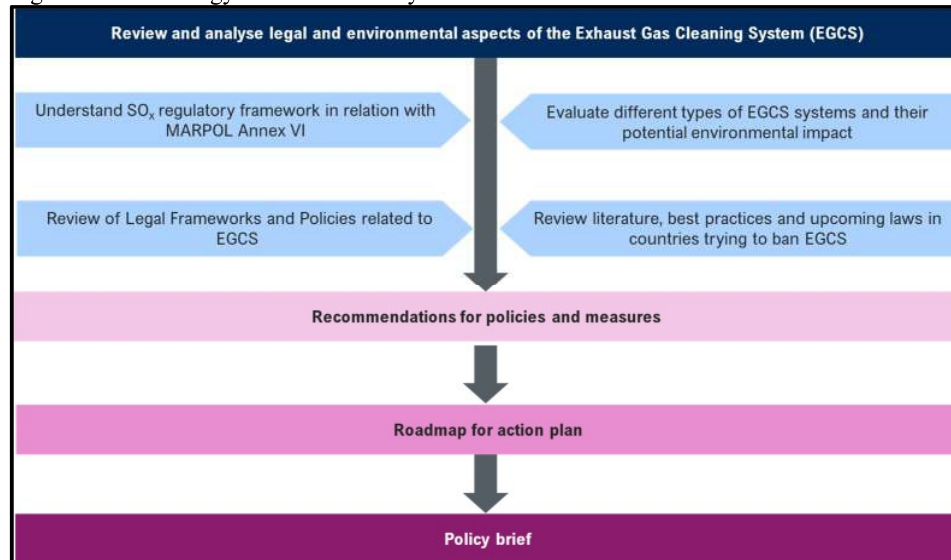 Review and analyse legal and environmental aspects of the Exhaust Gas Cleaning System (EGCS)
Understand SOx regulatory framework in relation with
MARPOL Annex VI
Evaluate different types of EGCS systems and their
potential environmental impact
Review of Legal Frameworks and Policies related to
EGCS
Review literature, best practices and upcoming laws in
countries trying to ban EGCS
Recommendations for policies and measures
Roadmap for action plan
Policy brief